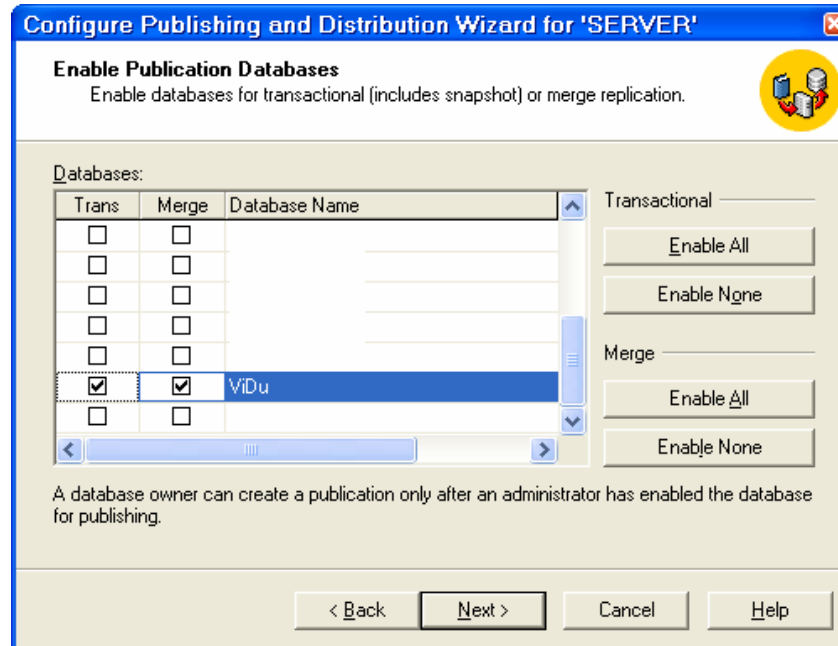 Configure Publishing and Distribution Wizard for 'SERVER'
Enable Publication Databases
Enable databases for transactional (includes snapshot) or merge replication.
Databases:
Trans Merge Database Name
ViDu
Transactional
Enable All
Enable None
Merge
Enable All
Enable None
A database owner can create a publication only after an administrator has enabled the database
for publishing.
< Back Next > Cancel Help